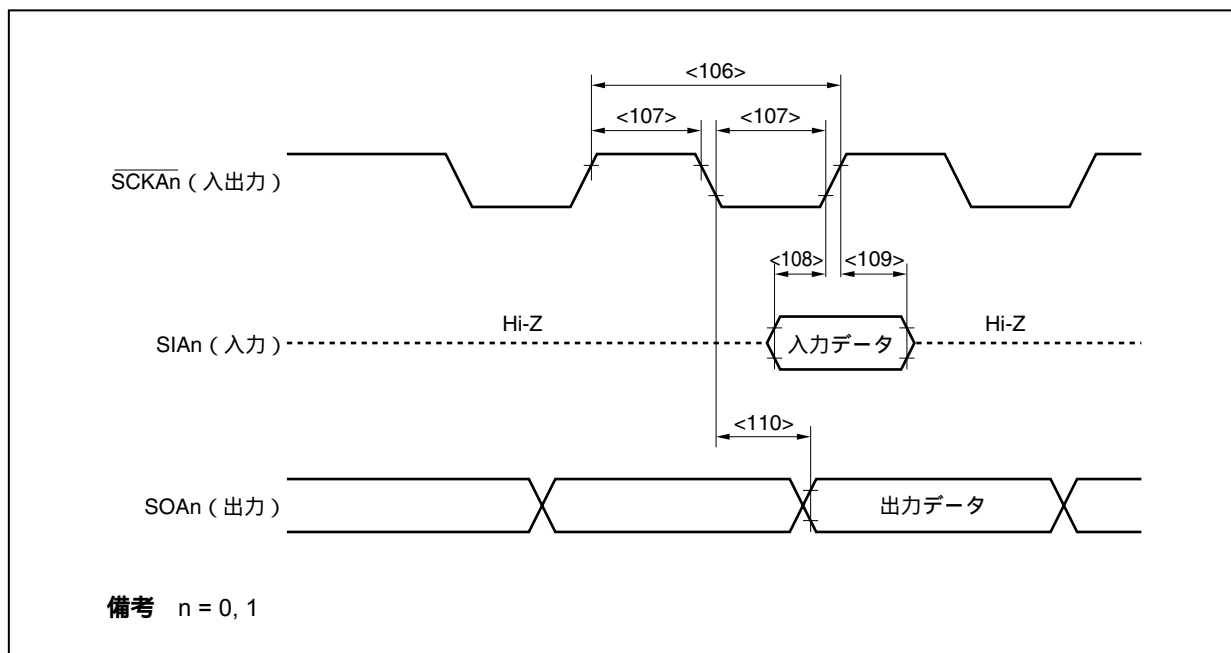 <106>
<107> <107>
SCKAn（入出力）
<108> <109>
Hi-Z Hi-Z
SIAn（入力） 入力データ
<110>
SOAn（出力） 出力データ
備考 n = 0, 1